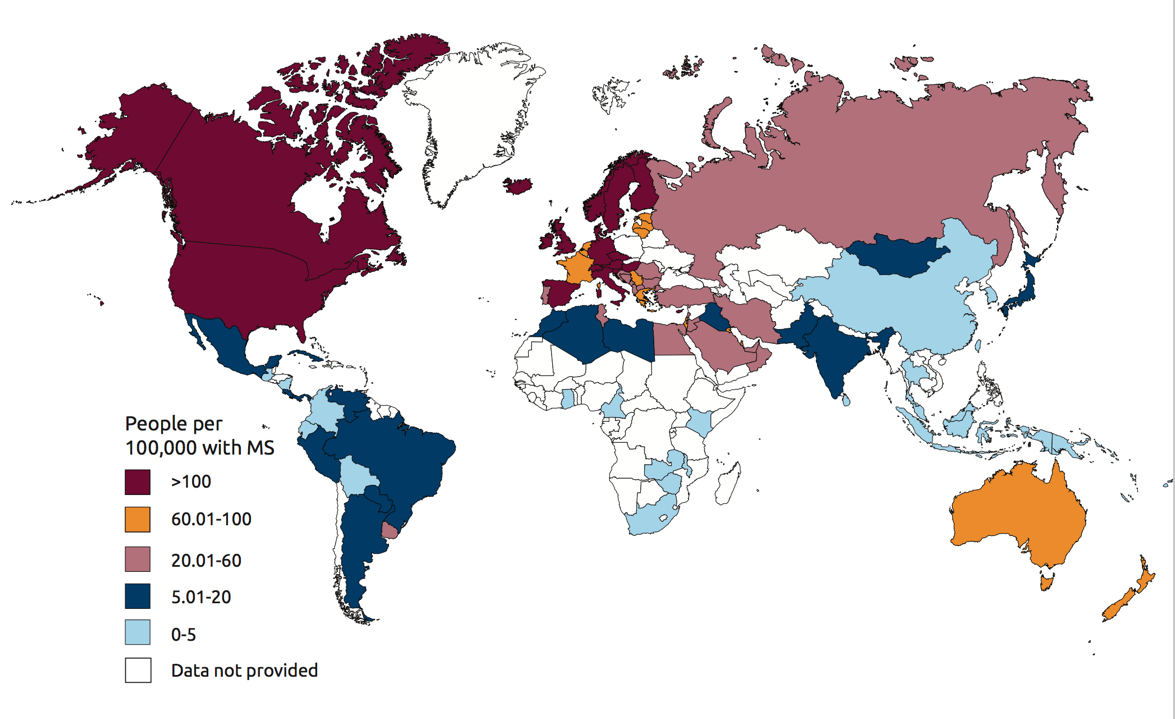 People per
100,000 with MS
>100
60.01-100
20.01-60
5.01-20
0-5
Data not provided